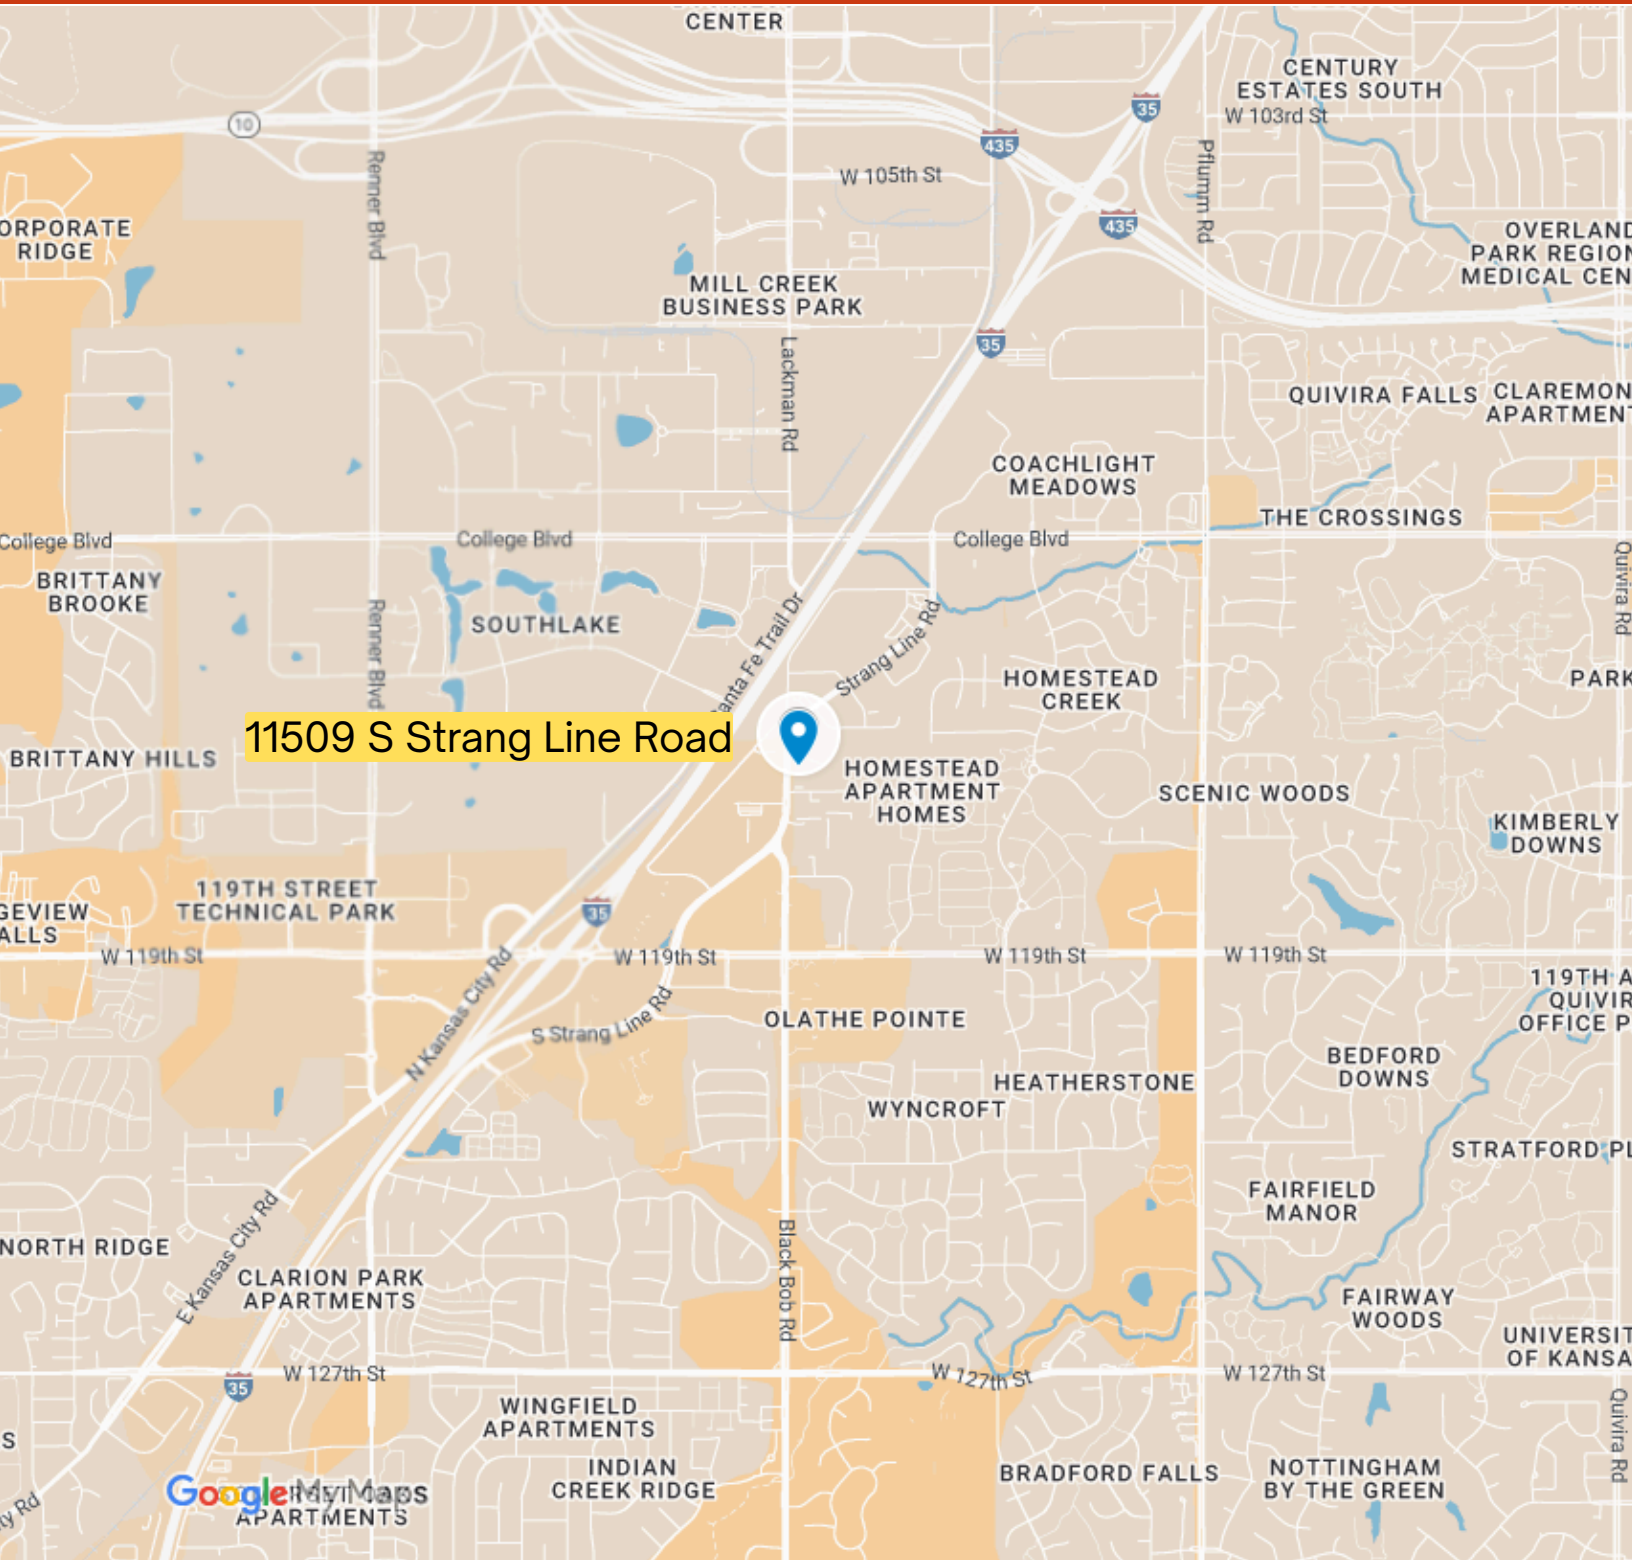 CENTER
CENTURY
ESTATES SOUTH
W 103rd St
35
10
435
Renner Blvd
W 105th St
Pflumm Rd
435
ORPORATE
RIDGE
OVERLAND
PARK REGION
MEDICAL CEN
MILL CREEK
BUSINESS PARK
35
Lackman Rd
QUIVIRA FALLS
CLAREMON
APARTMENT
COACHLIGHT
MEADOWS
THE CROSSINGS
College Blvd
College Blvd
College Blvd
Quivira Rd
BRITTANY
BROOKE
Renner Blvd
SOUTHLAKE
anta Fe Trail Dr
Strang Line Rd
HOMESTEAD
CREEK
PARK
11509 S Strang Line Road
BRITTANY HILLS
HOMESTEAD
APARTMENT
HOMES
SCENIC WOODS
KIMBERLY
DOWNS
119TH STREET
TECHNICAL PARK
GEVIEW
ALLS
35
W 119th St
W 119th St
W 119th St
W 119th St
N Kansas City Rd
S Strang Line Rd
119TH A
QUIVIR
OFFICE P
OLATHE POINTE
BEDFORD
DOWNS
HEATHERSTONE
WYNCROFT
STRATFORD PL
FAIRFIELD
MANOR
NORTH RIDGE
E Kansas City Rd
CLARION PARK
APARTMENTS
Black Bob Rd
FAIRWAY
WOODS
UNIVERSIT
OF KANSA
35
W 127th St
W 127th St
W 127th St
Quivira Rd
WINGFIELD
APARTMENTS
S
INDIAN
CREEK RIDGE
BRADFORD FALLS
NOTTINGHAM
BY THE GREEN
Google My Maps
APARTMENTS
ty Rd